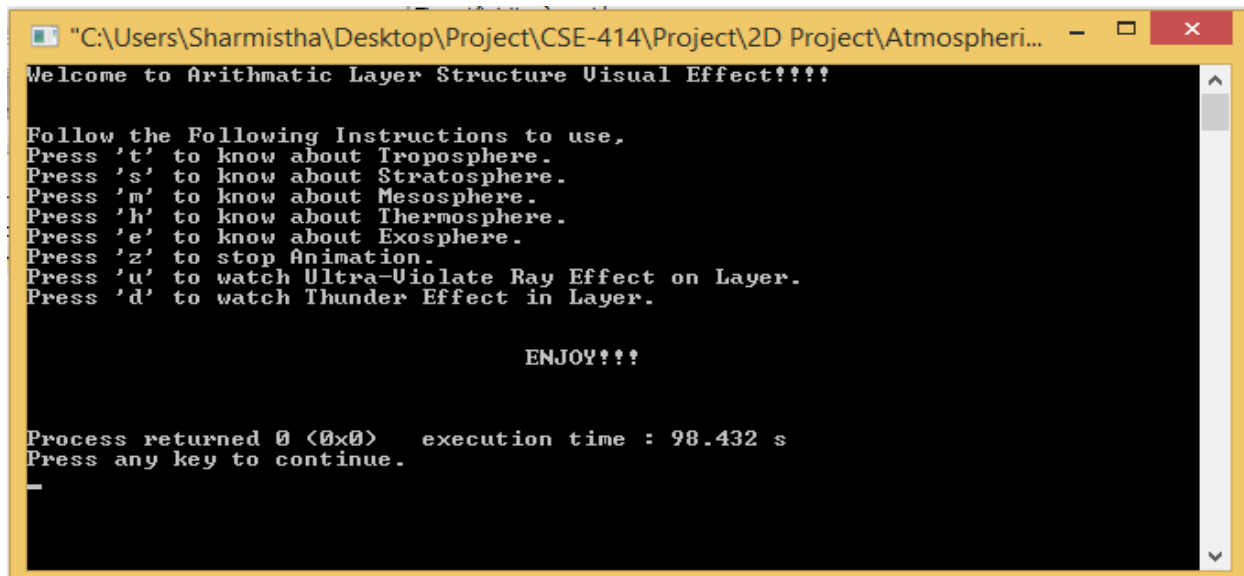 "C:\Users\Sharmistha\Desktop\Project\CSE-414\Project\2D Project\Atmospheri...
Welcome to Arithmatic Layer Structure Visual Effect!!!!
Follow the Following Instructions to use,
Press 't' to know about Troposphere.
Press 's' to know about Stratosphere.
Press 'm' to know about Mesosphere.
Press 'h' to know about Thermosphere.
Press 'e' to know about Exosphere.
Press 'z' to stop Animation.
Press 'u' to watch Ultra-Violate Ray Effect on Layer.
Press 'd' to watch Thunder Effect in Layer.
ENJOY!!!
Process returned 0 (0x0)   execution time : 98.432 s
Press any key to continue.